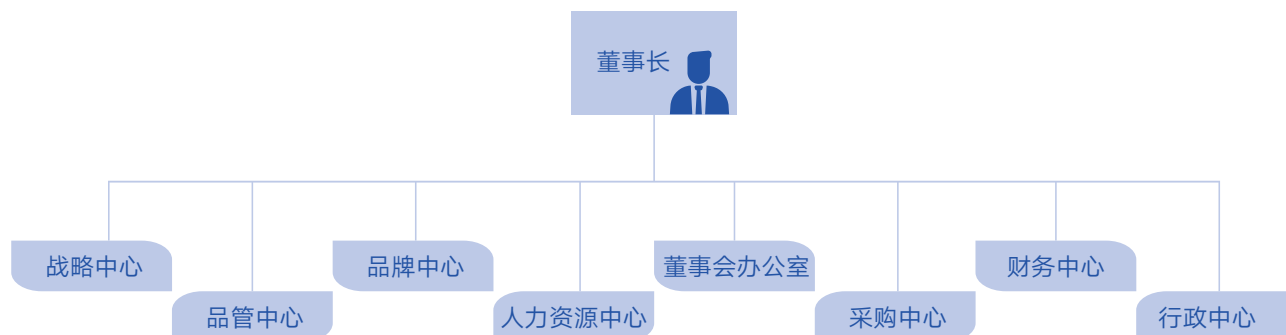 董事长
战略中心
品管中心
品牌中心
人力资源中心
董事会办公室
采购中心
财务中心
行政中心